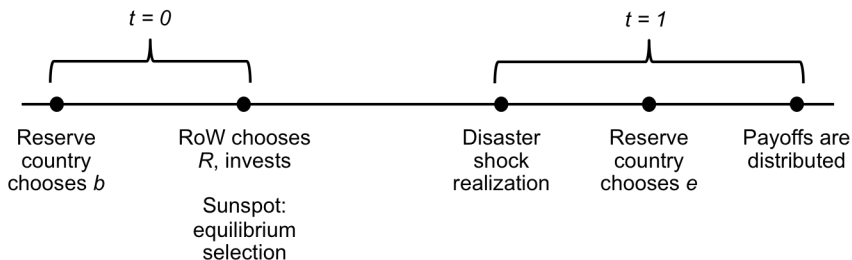 t = 0
t = 1
Reserve
country
chooses b
RoW chooses
R, invests
Sunspot:
equilibrium
selection
Disaster
shock
realization
Reserve
country
chooses e
Payoffs are
distributed